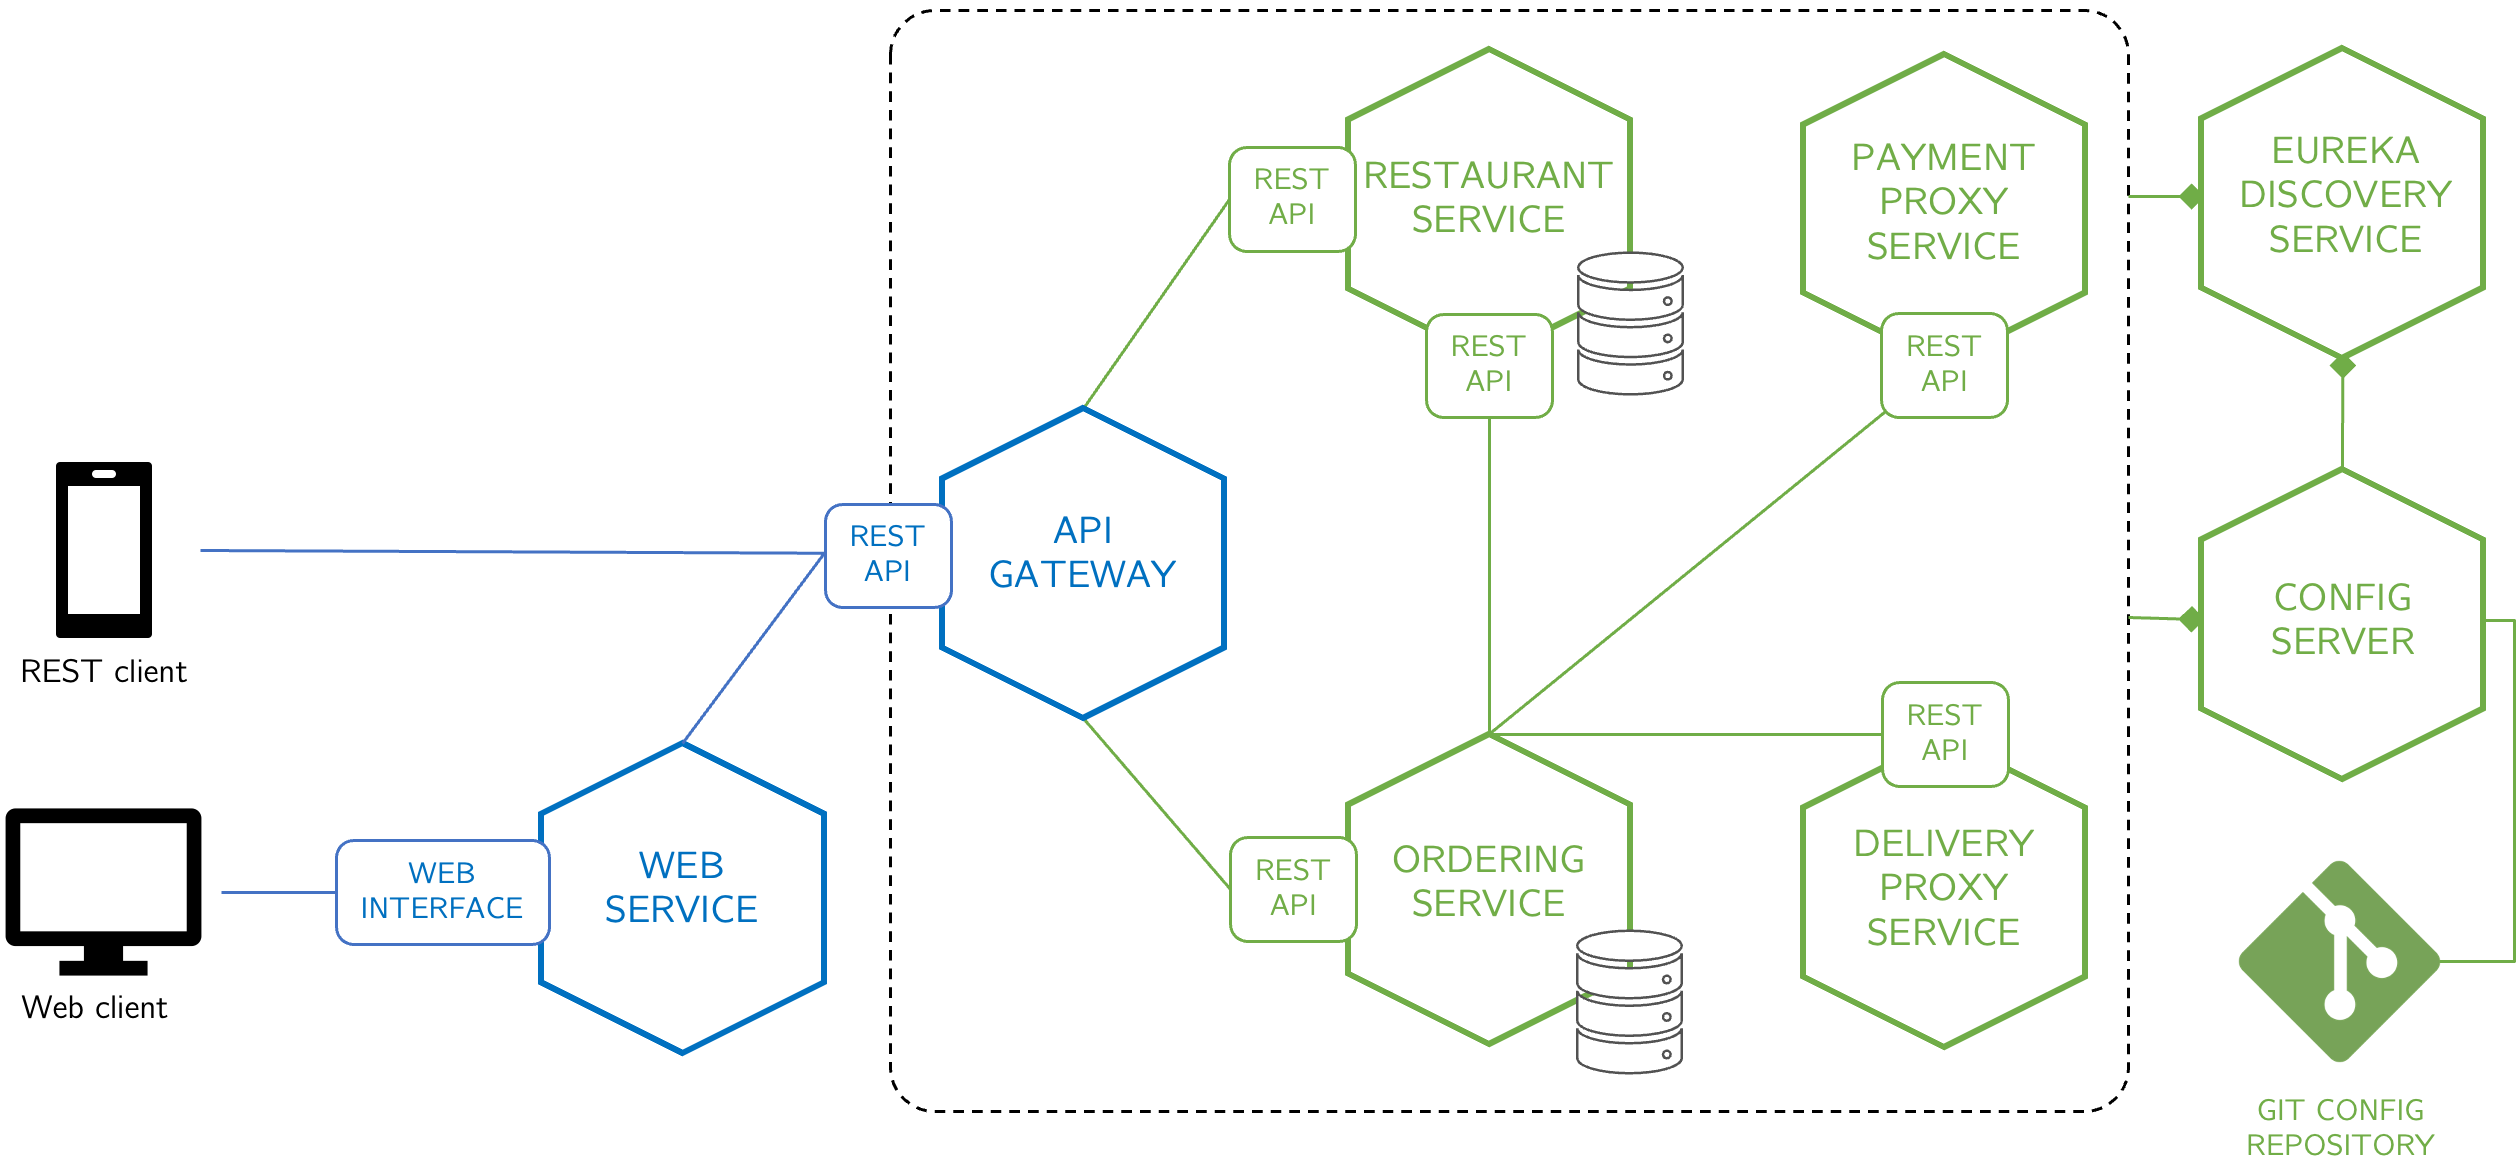 REST
API
RESTAURANT
SERVICE
REST
API
PAYMENT
PROXY
SERVICE
REST
API
EUREKA
DISCOVERY
SERVICE
REST client
REST
API
API
GATEWAY
CONFIG
SERVER
Web client
WEB
INTERFACE
WEB
SERVICE
REST
API
ORDERING
SERVICE
REST
API
DELIVERY
PROXY
SERVICE
GIT CONFIG
REPOSITORY